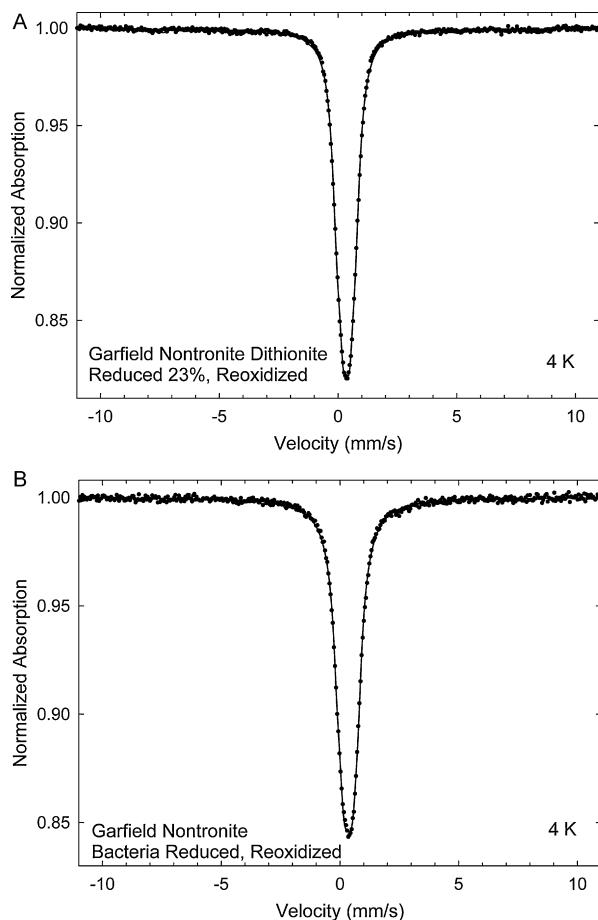 A
1.00
0.95
0.90
0.85
Normalized Absorption
Garfield Nontronite Dithionite
Reduced 23%, Reoxidized
4 K
-10
-5
0
5
10
Velocity (mm/s)
B
1.00
0.95
0.90
0.85
Normalized Absorption
Garfield Nontronite
Bacteria Reduced, Reoxidized
4 K
-10
-5
0
5
10
Velocity (mm/s)